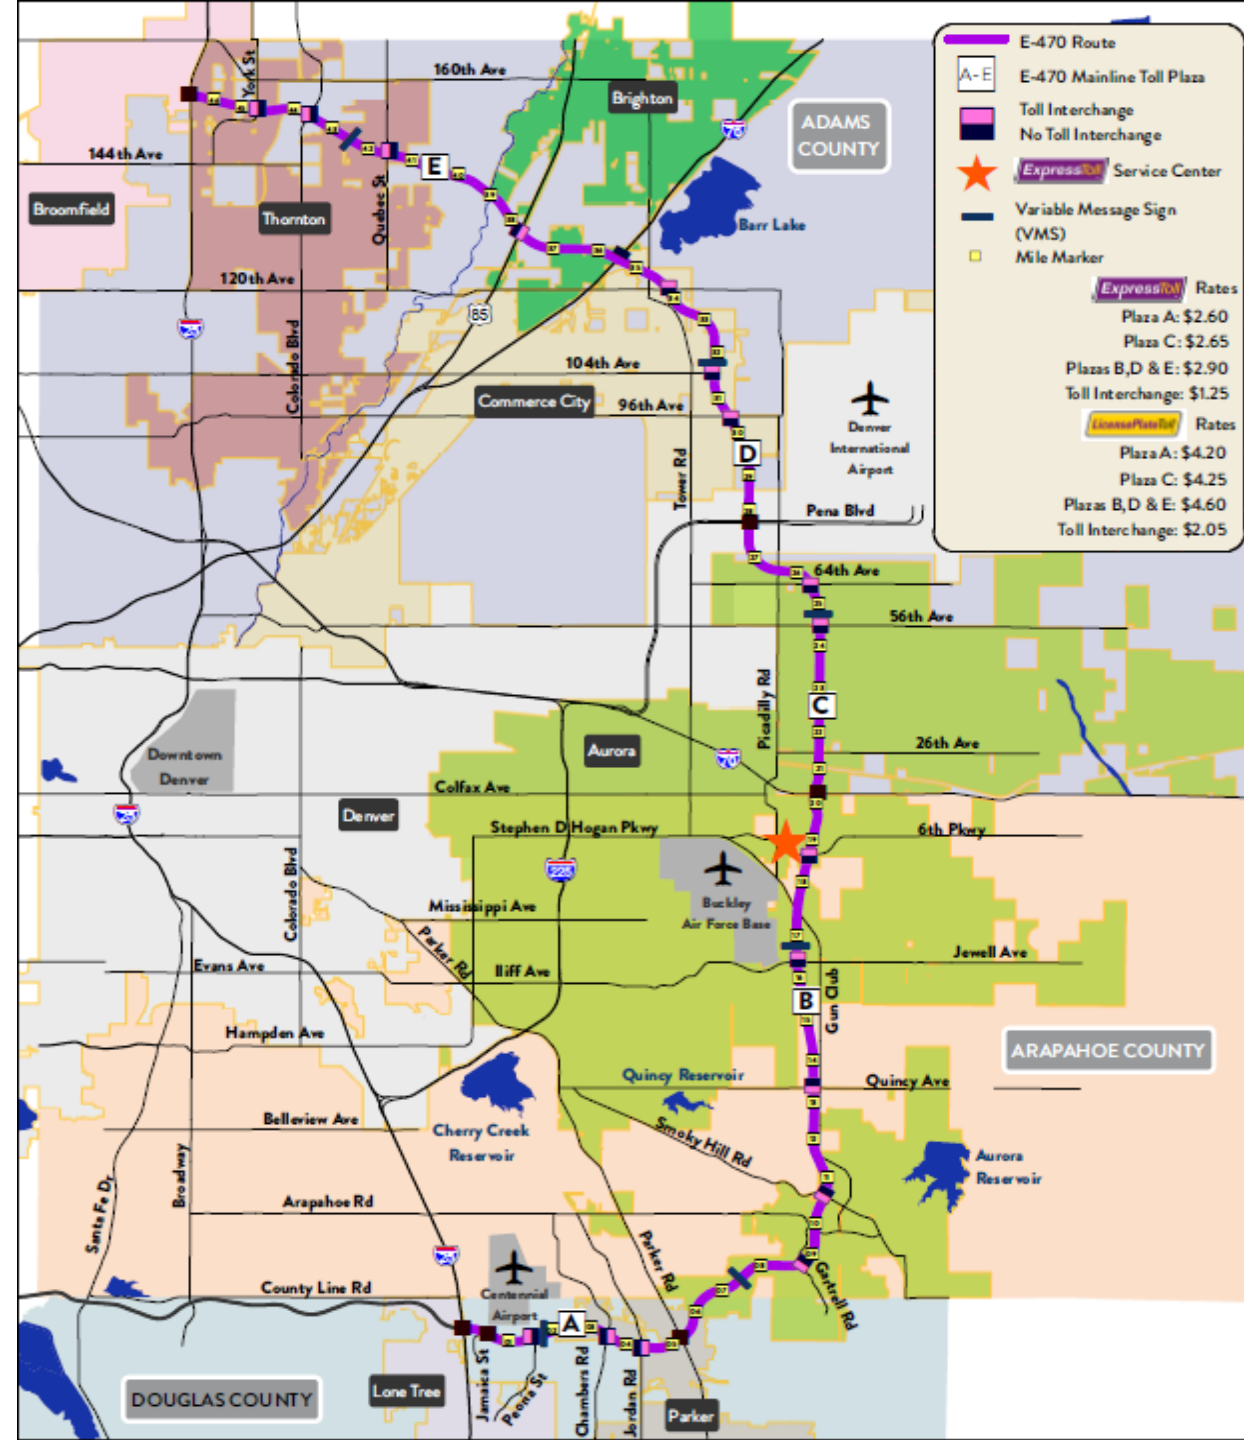 160th Ave
York St
Brighton
ADAMS
COUNTY
76
144th Ave
E
Broomfield
Thornton
Quebec St
Barr Lake
120th Ave
85
25
Colorado Blvd
104th Ave
Commerce City
96th Ave
Denver
International
Airport
D
Tower Rd
Pena Blvd
64th Ave
56th Ave
Picadilly Rd
C
Aurora
26th Ave
70
Downtown
Denver
Colfax Ave
Denver
25
Stephen D Hogan Pkwy
6th Pkwy
225
Colorado Blvd
Buckley
Air Force Base
Mississippi Ave
Parker Rd
Jewell Ave
Evans Ave
Iliff Ave
B
Gun Club
Hampden Ave
ARAPAHOE COUNTY
Quincy Reservoir
Quincy Ave
Belleview Ave
Cherry Creek
Reservoir
Smoky Hill Rd
Aurora
Reservoir
Santa Fe Dr
Broadway
Arapahoe Rd
Parker Rd
25
County Line Rd
Centennial
Airport
Gartrell Rd
A
DOUGLAS COUNTY
Lone Tree
Jamaica St
Peoria St
Chambers Rd
Jordan Rd
Parker
E-470 Route
A-E
E-470 Mainline Toll Plaza
Toll Interchange
No Toll Interchange
ExpressToll Service Center
Variable Message Sign
(VMS)
Mile Marker
ExpressToll Rates
Plaza A: $2.60
Plaza C: $2.65
Plazas B,D & E: $2.90
Toll Interchange: $1.25
LicensePlateToll Rates
Plaza A: $4.20
Plaza C: $4.25
Plazas B,D & E: $4.60
Toll Interchange: $2.05